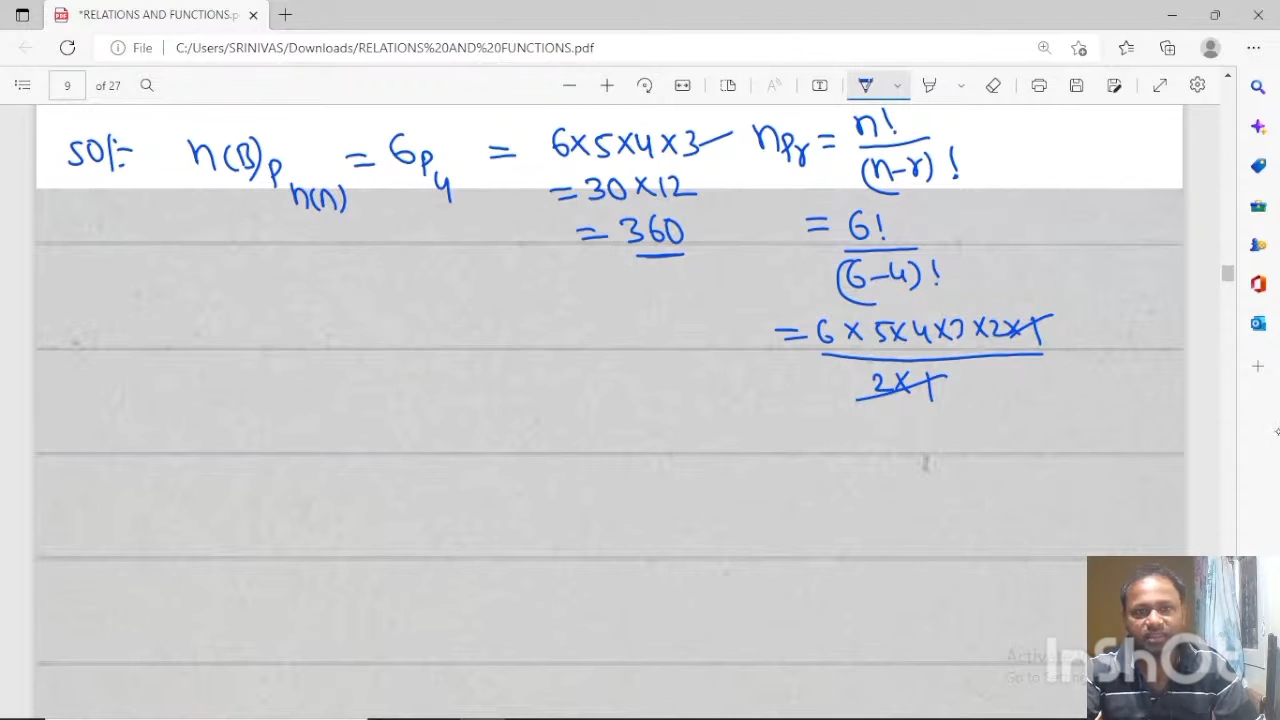 *RELATIONS AND FUNCTIONS.p
File C:/Users/SRINIVAS/Downloads/RELATIONS%20AND%20FUNCTIONS.pdf
9 of 27
Sol:- n(B)P n(A) = 6P4 = 6×5×4×3
= 30×12
= 360
nPr = n!/(n-r)!
= 6!/(6-4)!
= 6×5×4×3×2×1
2×1
InShOt